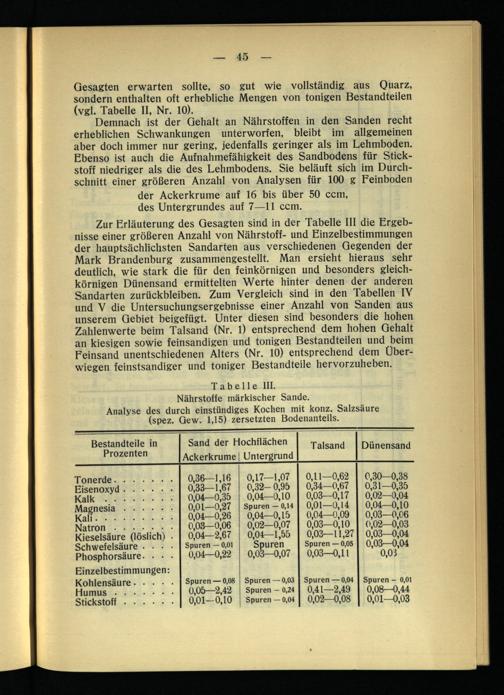 — 45 —
Gesagten erwarten sollte, so gut wie vollständig aus Quarz,
sondern enthalten oft erhebliche Mengen von tonigen Bestandteilen
(vgl. Tabelle II, Nr. 10).
Demnach ist der Gehalt an Nährstoffen in den Sanden recht
erheblichen Schwankungen unterworfen, bleibt im allgemeinen
aber doch immer nur gering, jedenfalls geringer als im Lehmboden.
Ebenso ist auch die Aufnahmefähigkeit des Sandbodens für Stick-
stoff niedriger als die des Lehmbodens. Sie beläuft sich im Durch-
schnitt einer größeren Anzahl von Analysen für 100 g Feinboden
der Ackerkrume auf 16 bis über 50 ccm,
des Untergrundes auf 7—11 ccm.
Zur Erläuterung des Gesagten sind in der Tabelle III die Ergeb-
nisse einer größeren Anzahl von Nährstoff- und Einzelbestimmungen
der hauptsächlichsten Sandarten aus verschiedenen Gegenden der
Mark Brandenburg zusammengestellt. Man ersieht hieraus sehr
deutlich, wie stark die für den feinkörnigen und besonders gleich-
körnigen Dünensand ermittelten Werte hinter denen der anderen
Sandarten zurückbleiben. Zum Vergleich sind in den Tabellen IV
und V die Untersuchungsergebnisse einer Anzahl von Sanden aus
unserem Gebiet beigefügt. Unter diesen sind besonders die hohen
Zahlenwerte beim Talsand (Nr. 1) entsprechend dem hohen Gehalt
an kiesigen sowie feinsandigen und tonigen Bestandteilen und beim
Feinsand unentschiedenen Alters (Nr. 10) entsprechend dem Über-
wiegen feinstsandiger und toniger Bestandteile hervorzuheben.
Tabelle III.
Nährstoffe märkischer Sande.
Analyse des durch einstündiges Kochen mit konz. Salzsäure
(spez. Gew. 1,15) zersetzten Bodenanteils.
Bestandteile in Prozenten | Sand der Hochflächen | Talsand | Dünensand
Ackerkrume | Untergrund
Tonerde . . . . . . . 0,36—1,16 | 0,17—1,07 | 0,11—0,62 | 0,30—0,38
Eisenoxyd . . . . . . 0,33—1,67 | 0,32—0,95 | 0,34—0,67 | 0,31—0,35
Kalk . . . . . . . . 0,04—0,35 | 0,04—0,10 | 0,03—0,17 | 0,02—0,04
Magnesia . . . . . . 0,01—0,27 | Spuren — 0,14 | 0,01—0,14 | 0,04—0,10
Kali . . . . . . . . 0,04—0,26 | 0,04—0,15 | 0,04—0,09 | 0,03—0,06
Natron . . . . . . . 0,03—0,06 | 0,02—0,07 | 0,03—0,10 | 0,02—0,03
Kieselsäure (löslich) . 0,04—2,67 | 0,04—1,55 | 0,03—11,27 | 0,03—0,04
Schwefelsäure . . . . Spuren — 0,01 | Spuren | Spuren — 0,05 | 0,03—0,04
Phosphorsäure . . . . 0,04—0,22 | 0,03—0,07 | 0,03—0,11 | 0,03
Einzelbestimmungen:
Kohlensäure . . . . . Spuren — 0,08 | Spuren — 0,03 | Spuren — 0,04 | Spuren — 0,01
Humus . . . . . . . 0,05—2,42 | Spuren — 0,24 | 0,41—2,49 | 0,08—0,44
Stickstoff . . . . . . 0,01—0,10 | Spuren — 0,04 | 0,02—0,08 | 0,01—0,03